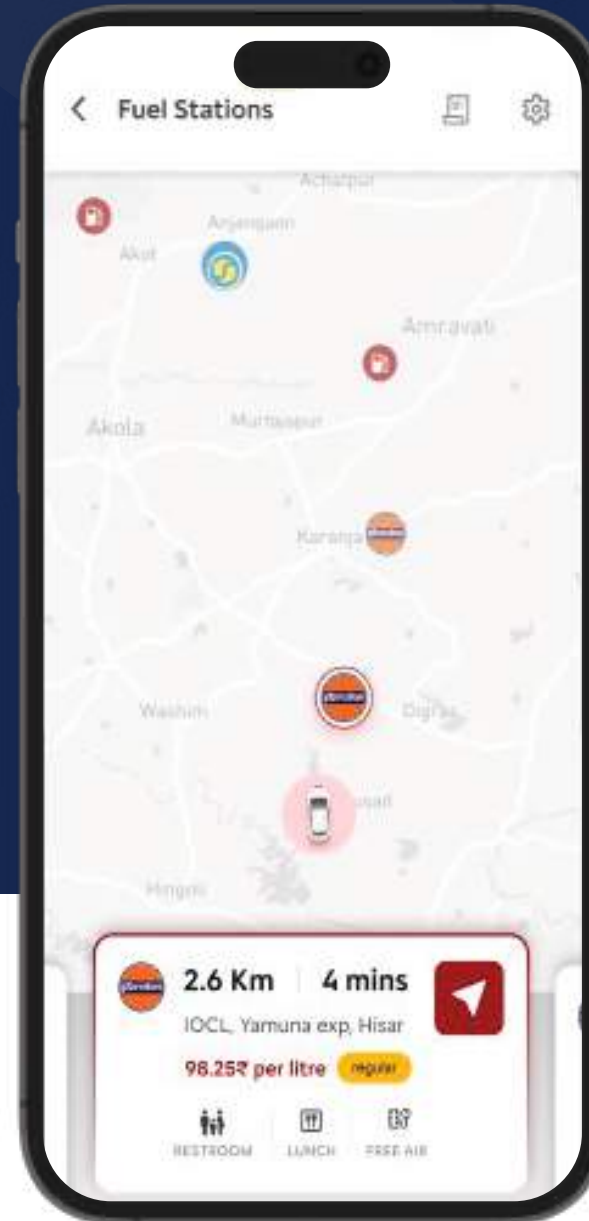 Fuel Stations
Achalpur
Anjangaon
Akot
Amravati
Akola
Murtajapur
Karanja
Washim
Digras
Hingoli
2.6 Km | 4 mins
IOCL, Yamuna exp, Hisar
98.25₹ per litre regular
RESTROOM LUNCH FREE AIR